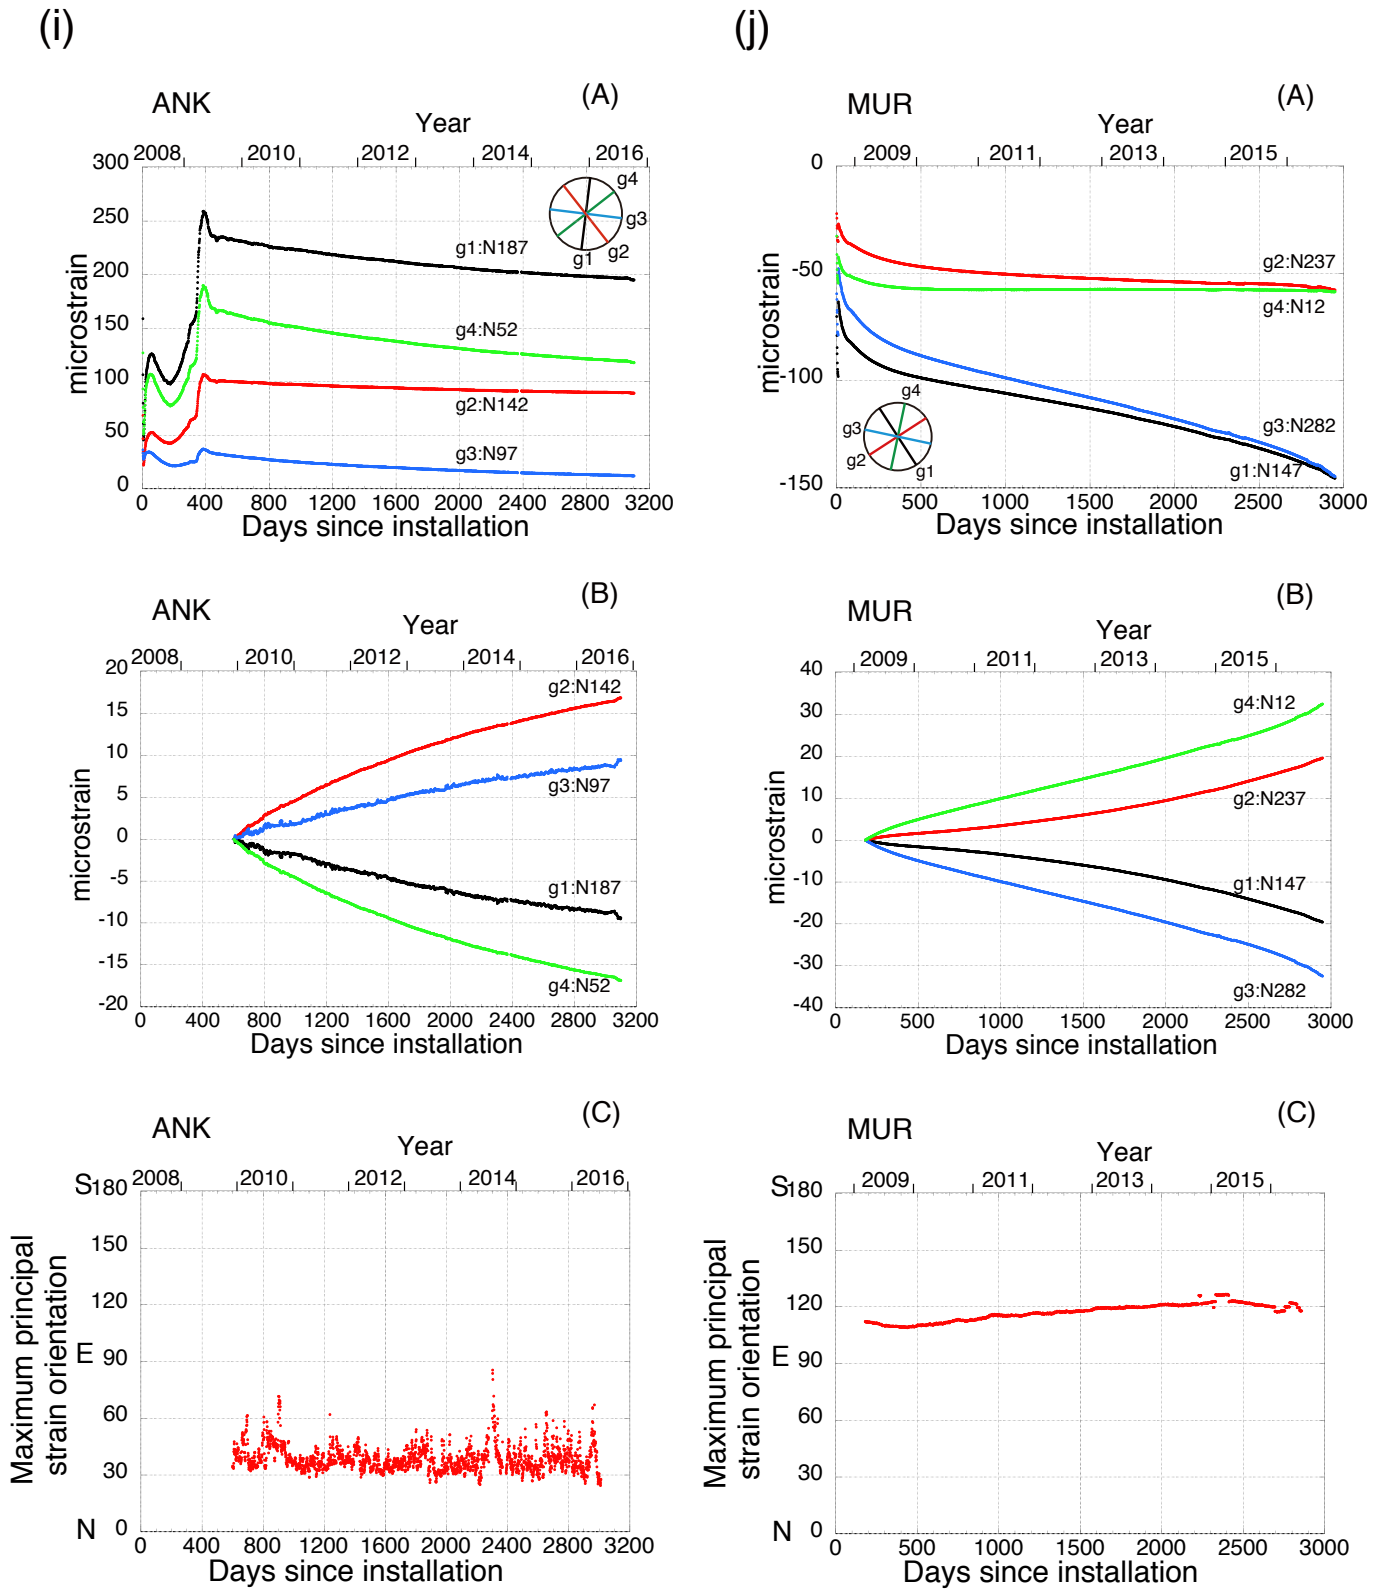 (i)
ANK
(A)
Year
2008 2010 2012 2014 2016
300
250
200
150
100
50
0
microstrain
g4
g3
g2
g1
g1:N187
g4:N52
g2:N142
g3:N97
0 400 800 1200 1600 2000 2400 2800 3200
Days since installation
ANK
(B)
Year
2008 2010 2012 2014 2016
20
15
10
5
0
-5
-10
-15
-20
microstrain
g2:N142
g3:N97
g1:N187
g4:N52
0 400 800 1200 1600 2000 2400 2800 3200
Days since installation
ANK
(C)
Year
2008 2010 2012 2014 2016
S 180
150
120
E 90
60
30
N 0
Maximum principal
strain orientation
0 400 800 1200 1600 2000 2400 2800 3200
Days since installation
(j)
MUR
(A)
Year
2009 2011 2013 2015
0
-50
-100
-150
microstrain
g2:N237
g4:N12
g4
g3
g2
g1
g3:N282
g1:N147
0 500 1000 1500 2000 2500 3000
Days since installation
MUR
(B)
Year
2009 2011 2013 2015
40
30
20
10
0
-10
-20
-30
-40
microstrain
g4:N12
g2:N237
g1:N147
g3:N282
0 500 1000 1500 2000 2500 3000
Days since installation
MUR
(C)
Year
2009 2011 2013 2015
S 180
150
120
E 90
60
30
N 0
Maximum principal
strain orientation
0 500 1000 1500 2000 2500 3000
Days since installation